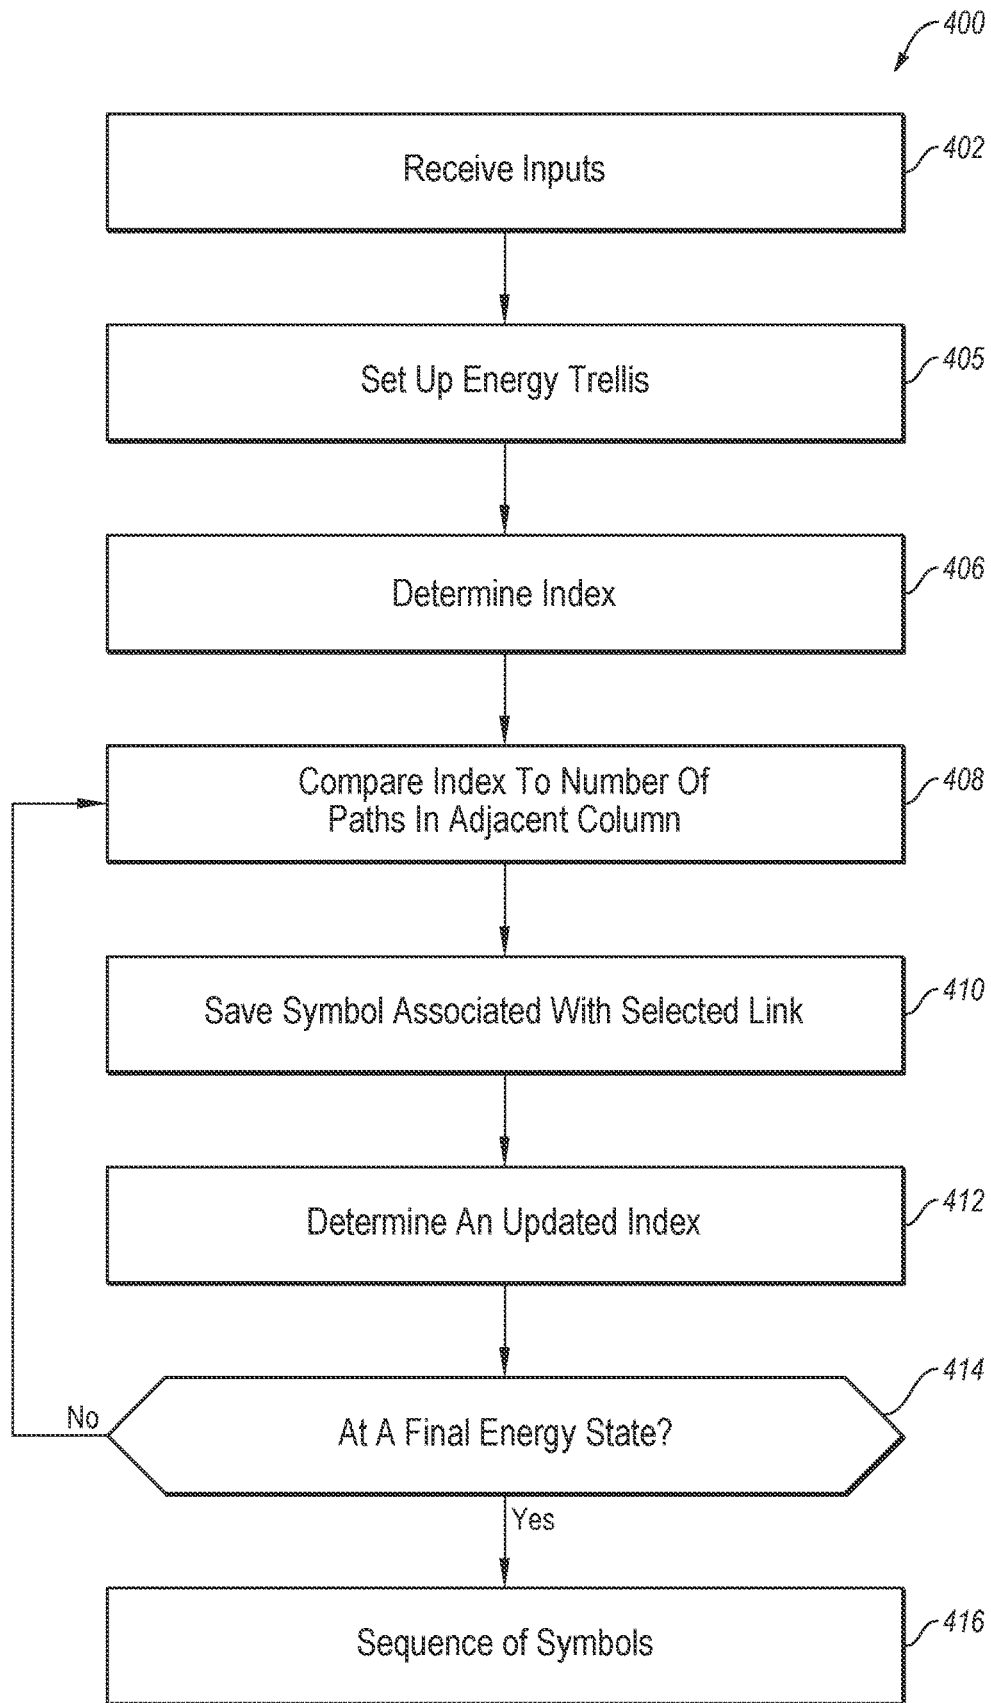 400
Receive Inputs
402
Set Up Energy Trellis
405
Determine Index
406
Compare Index To Number Of
Paths In Adjacent Column
408
Save Symbol Associated With Selected Link
410
Determine An Updated Index
412
At A Final Energy State?
414
No
Yes
Sequence of Symbols
416